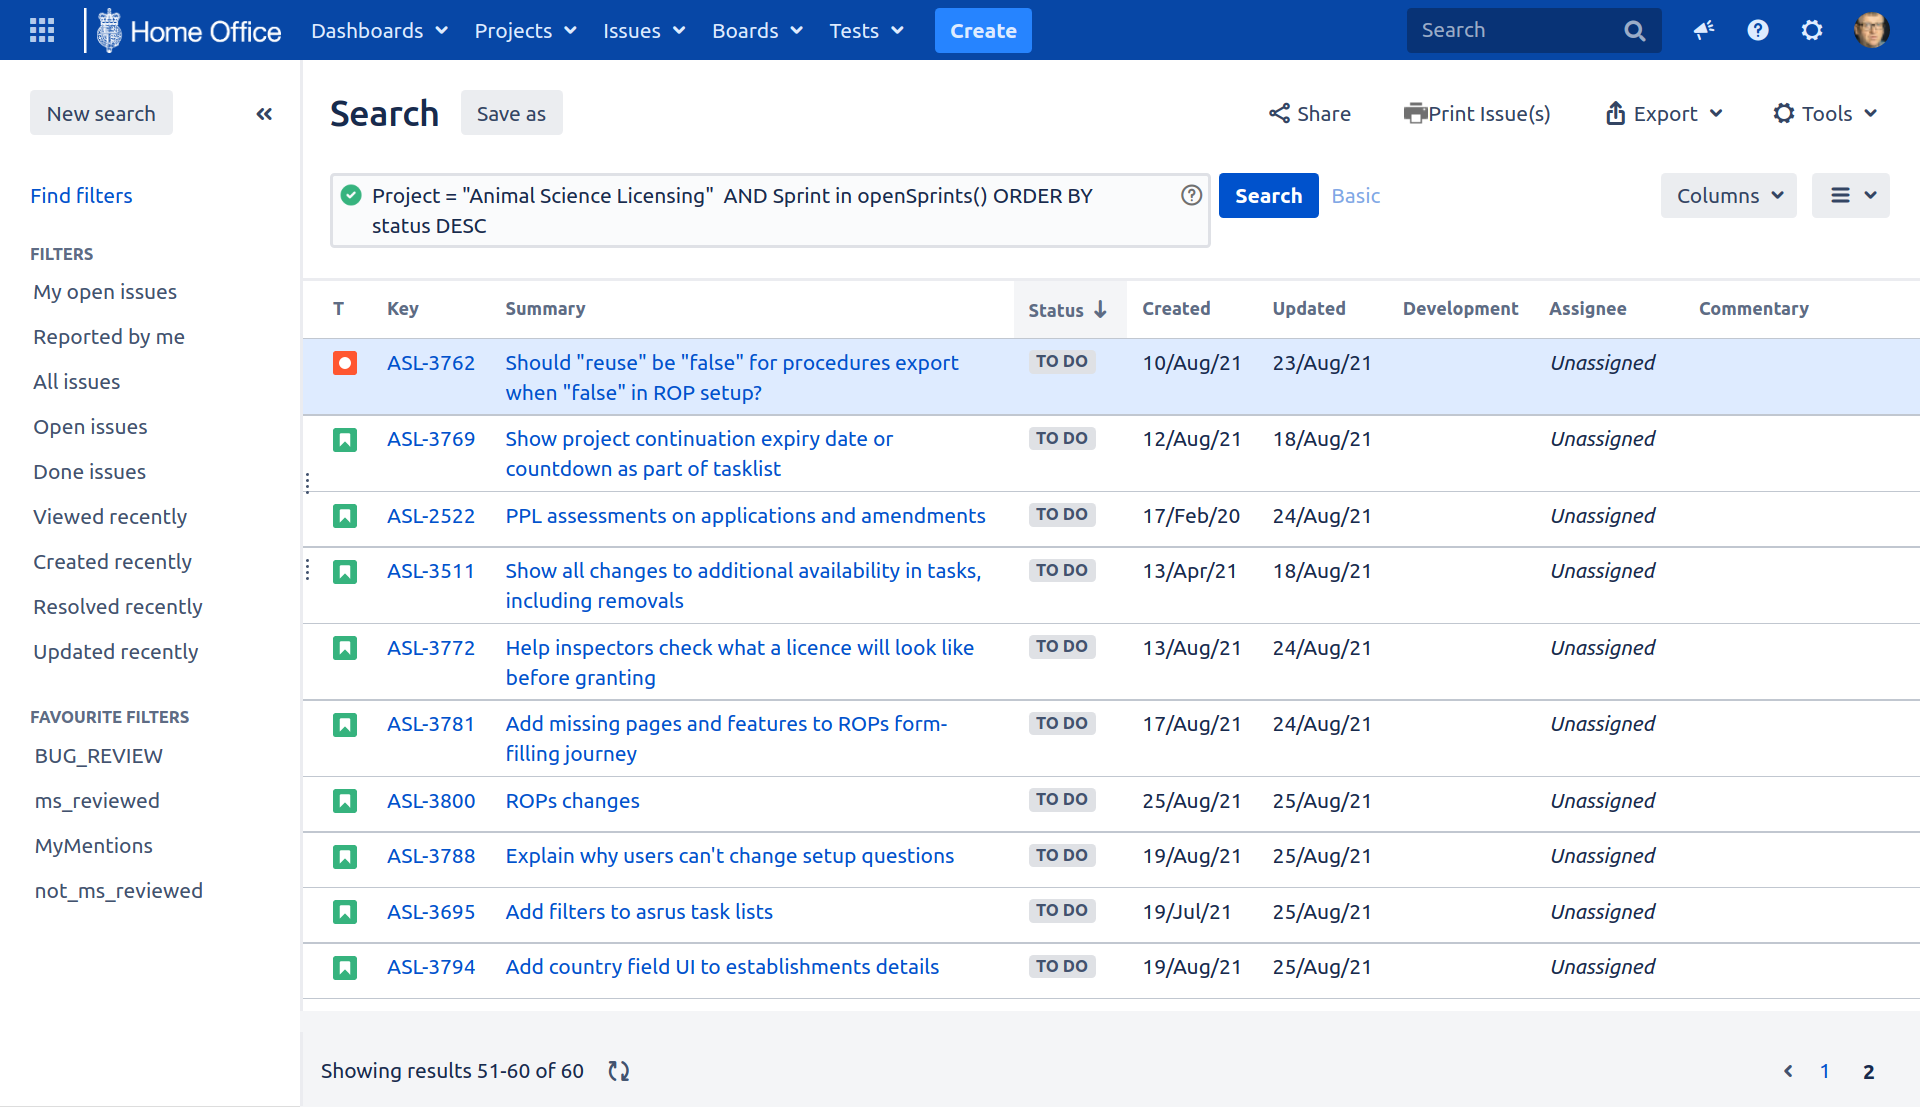 Home Office Dashboards Projects Issues Boards Tests Create Search
New search
Search Save as Share Print Issue(s) Export Tools
Find filters
Project = "Animal Science Licensing" AND Sprint in openSprints() ORDER BY
status DESC
Search Basic Columns
FILTERS
My open issues
Reported by me
All issues
Open issues
Done issues
Viewed recently
Created recently
Resolved recently
Updated recently
FAVOURITE FILTERS
BUG_REVIEW
ms_reviewed
MyMentions
not_ms_reviewed
T Key Summary Status Created Updated Development Assignee Commentary
ASL-3762 Should "reuse" be "false" for procedures export TO DO 10/Aug/21 23/Aug/21 Unassigned
when "false" in ROP setup?
ASL-3769 Show project continuation expiry date or TO DO 12/Aug/21 18/Aug/21 Unassigned
countdown as part of tasklist
ASL-2522 PPL assessments on applications and amendments TO DO 17/Feb/20 24/Aug/21 Unassigned
ASL-3511 Show all changes to additional availability in tasks, TO DO 13/Apr/21 18/Aug/21 Unassigned
including removals
ASL-3772 Help inspectors check what a licence will look like TO DO 13/Aug/21 24/Aug/21 Unassigned
before granting
ASL-3781 Add missing pages and features to ROPs form- TO DO 17/Aug/21 24/Aug/21 Unassigned
filling journey
ASL-3800 ROPs changes TO DO 25/Aug/21 25/Aug/21 Unassigned
ASL-3788 Explain why users can't change setup questions TO DO 19/Aug/21 25/Aug/21 Unassigned
ASL-3695 Add filters to asrus task lists TO DO 19/Jul/21 25/Aug/21 Unassigned
ASL-3794 Add country field UI to establishments details TO DO 19/Aug/21 25/Aug/21 Unassigned
Showing results 51-60 of 60 1 2